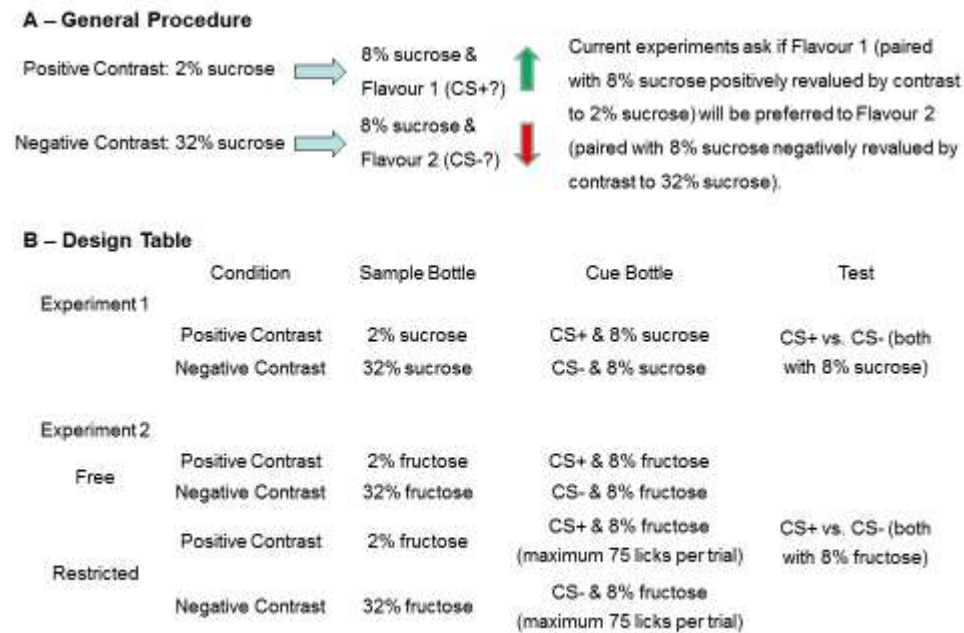 A – General Procedure
Positive Contrast: 2% sucrose
8% sucrose &
Flavour 1 (CS+?)
Negative Contrast: 32% sucrose
8% sucrose &
Flavour 2 (CS-?)
Current experiments ask if Flavour 1 (paired
with 8% sucrose positively revalued by contrast
to 2% sucrose) will be preferred to Flavour 2
(paired with 8% sucrose negatively revalued by
contrast to 32% sucrose).
B – Design Table
Condition Sample Bottle Cue Bottle Test
Experiment 1
Positive Contrast 2% sucrose CS+ & 8% sucrose CS+ vs. CS- (both
Negative Contrast 32% sucrose CS- & 8% sucrose with 8% sucrose)
Experiment 2
Free
Positive Contrast 2% fructose CS+ & 8% fructose
Negative Contrast 32% fructose CS- & 8% fructose
Restricted
Positive Contrast 2% fructose CS+ & 8% fructose
(maximum 75 licks per trial)
CS+ vs. CS- (both
with 8% fructose)
Negative Contrast 32% fructose CS- & 8% fructose
(maximum 75 licks per trial)